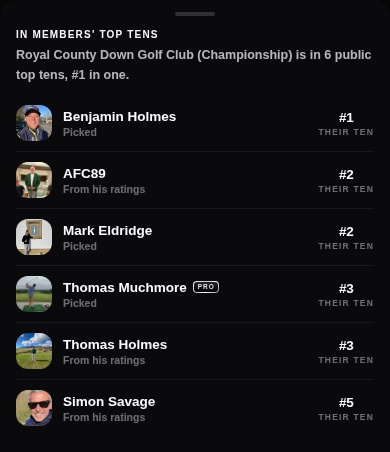 IN MEMBERS' TOP TENS
Royal County Down Golf Club (Championship) is in 6 public
top tens, #1 in one.
Benjamin Holmes
Picked
#1
THEIR TEN
AFC89
From his ratings
#2
THEIR TEN
Mark Eldridge
Picked
#2
THEIR TEN
Thomas Muchmore PRO
Picked
#3
THEIR TEN
Thomas Holmes
From his ratings
#3
THEIR TEN
Simon Savage
From his ratings
#5
THEIR TEN